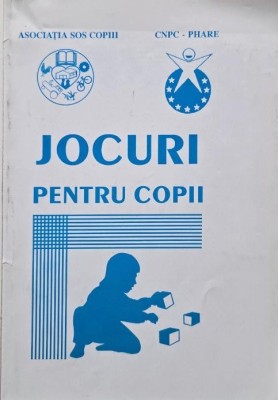 ASOCIAȚIA SOS COPIII
CNPC - PHARE
JOCURI
PENTRU COPII